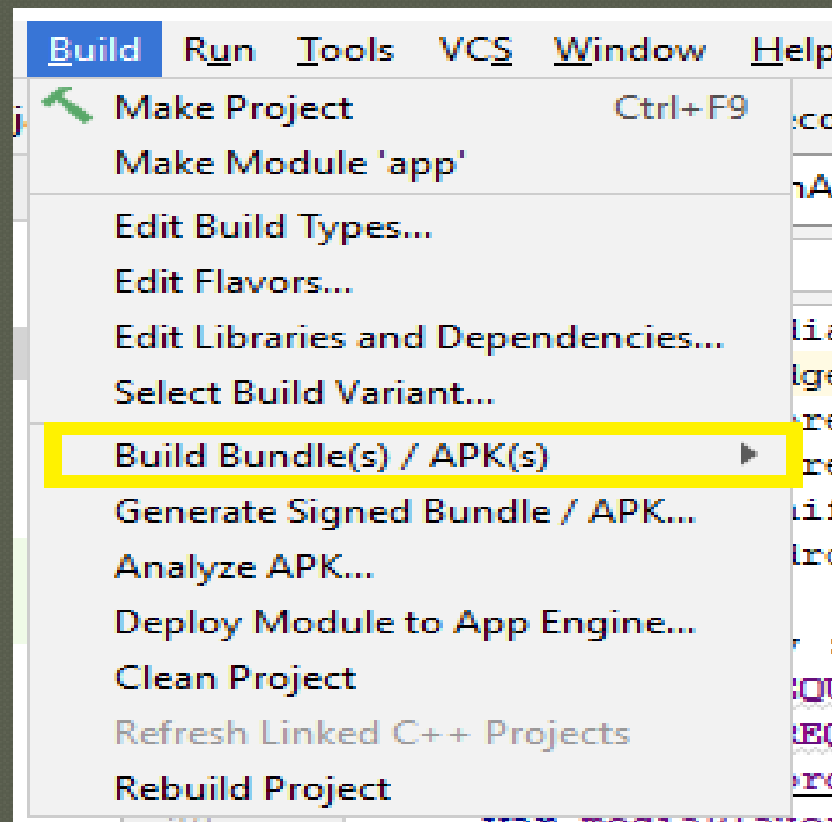 Build Run Tools VCS Window Help
Make Project Ctrl+F9
Make Module 'app'
Edit Build Types...
Edit Flavors...
Edit Libraries and Dependencies...
Select Build Variant...
Build Bundle(s) / APK(s)
Generate Signed Bundle / APK...
Analyze APK...
Deploy Module to App Engine...
Clean Project
Refresh Linked C++ Projects
Rebuild Project